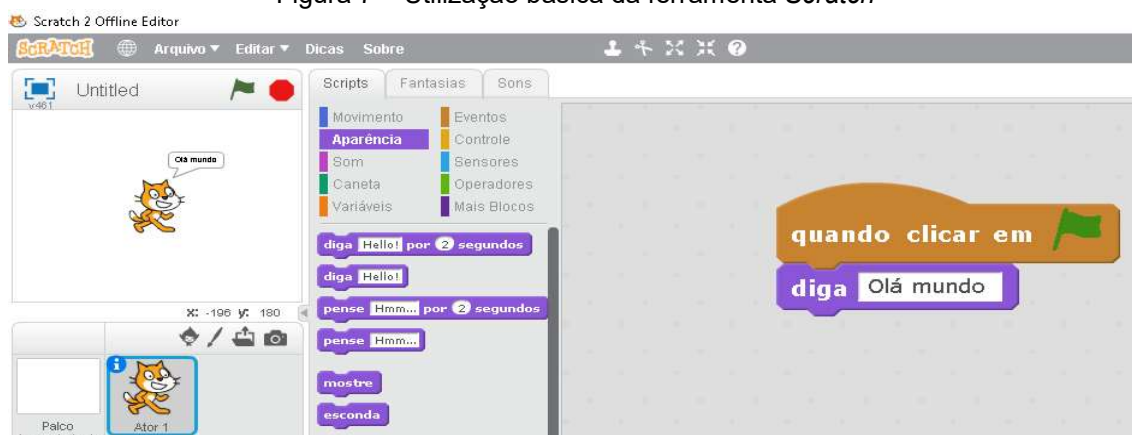 Scratch 2 Offline Editor
SCRATCH Arquivo Editar Dicas Sobre
Untitled
v461
Olá mundo
X: -196 y: 180
Palco
Ator 1
Scripts Fantasias Sons
Movimento Eventos
Aparência Controle
Som Sensores
Caneta Operadores
Variáveis Mais Blocos
diga Hello! por 2 segundos
diga Hello!
pense Hmm... por 2 segundos
pense Hmm...
mostre
esconda
quando clicar em
diga Olá mundo